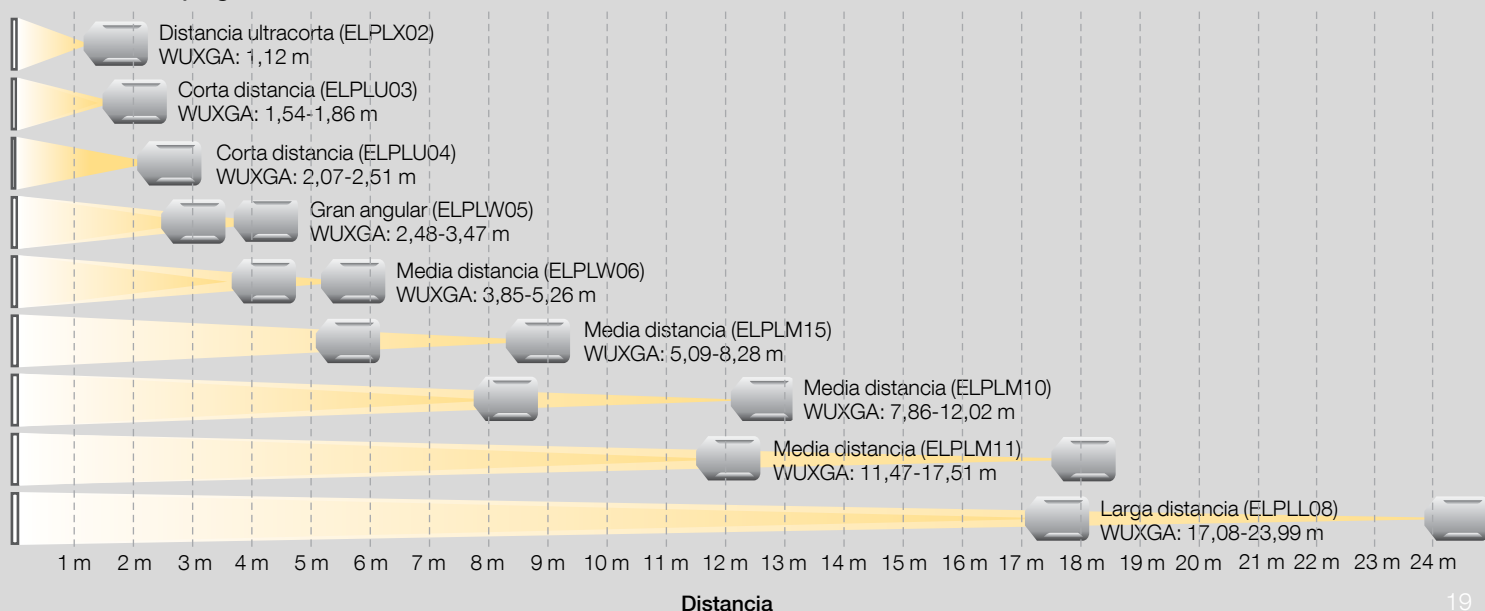 Distancia ultracorta (ELPLX02)
WUXGA: 1,12 m
Corta distancia (ELPLU03)
WUXGA: 1,54-1,86 m
Corta distancia (ELPLU04)
WUXGA: 2,07-2,51 m
Gran angular (ELPLW05)
WUXGA: 2,48-3,47 m
Media distancia (ELPLW06)
WUXGA: 3,85-5,26 m
Media distancia (ELPLM15)
WUXGA: 5,09-8,28 m
Media distancia (ELPLM10)
WUXGA: 7,86-12,02 m
Media distancia (ELPLM11)
WUXGA: 11,47-17,51 m
Larga distancia (ELPLL08)
WUXGA: 17,08-23,99 m
1 m 2 m 3 m 4 m 5 m 6 m 7 m 8 m 9 m 10 m 11 m 12 m 13 m 14 m 15 m 16 m 17 m 18 m 19 m 20 m 21 m 22 m 23 m 24 m
Distancia
19